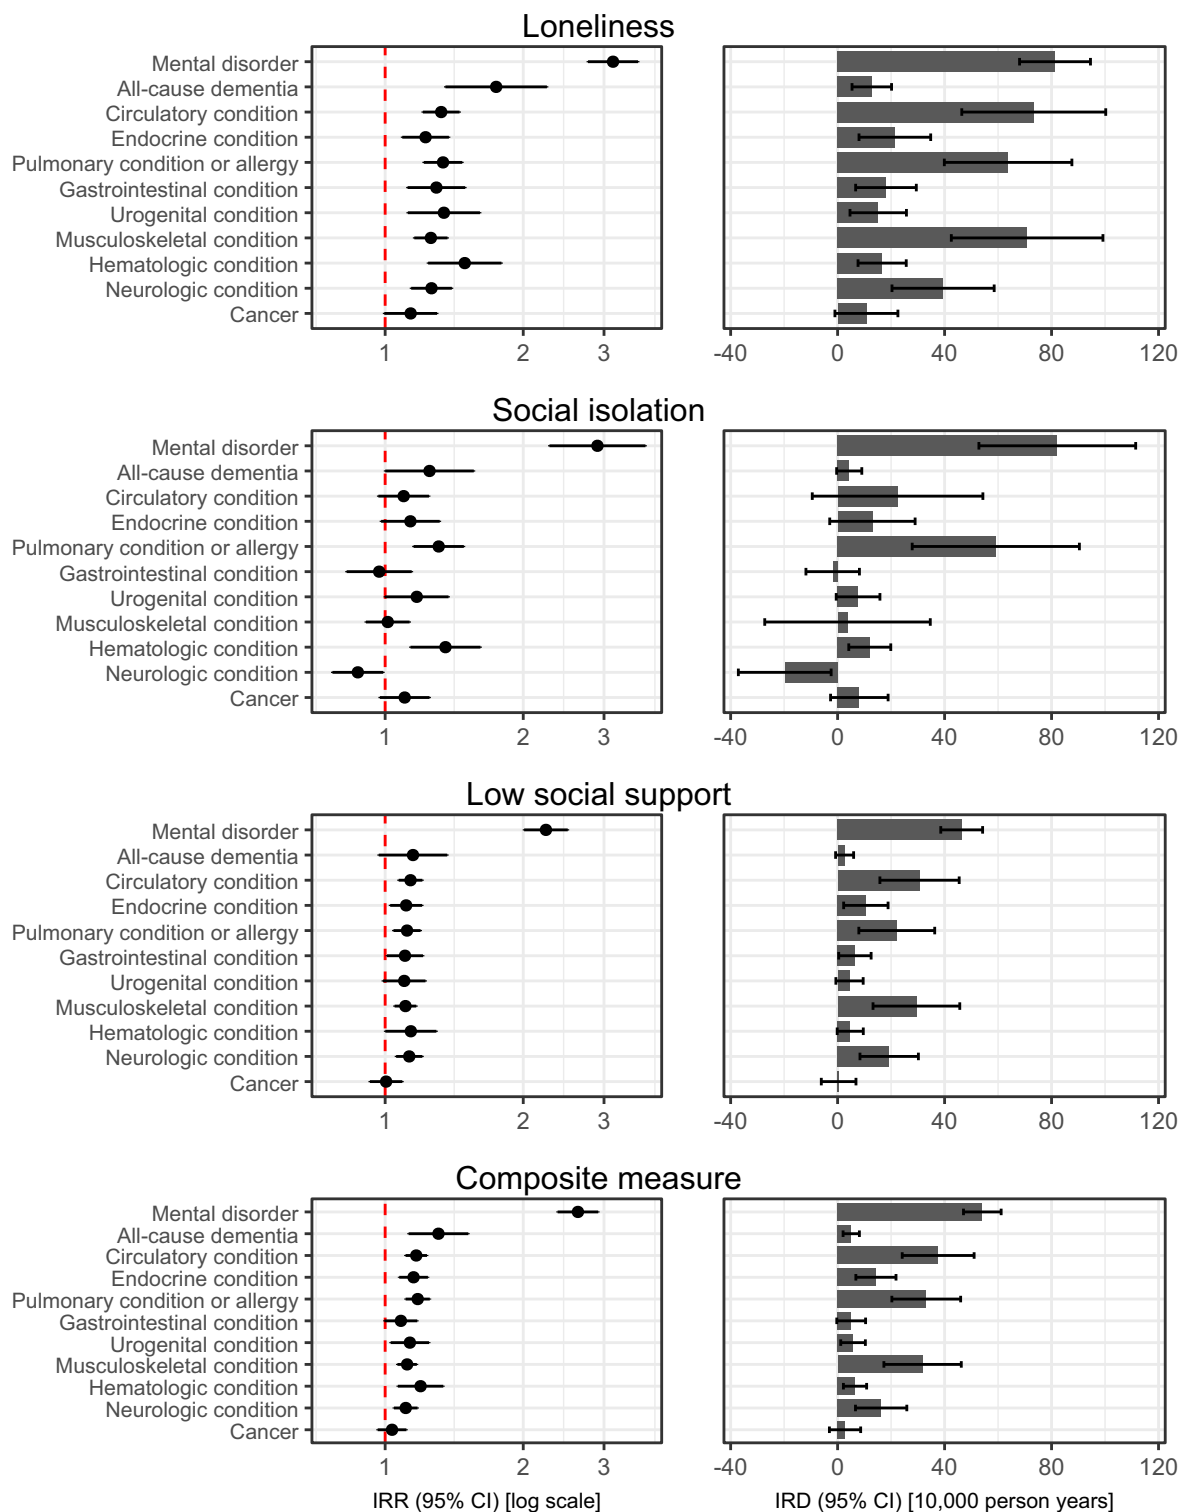 Loneliness
Mental disorder
All-cause dementia
Circulatory condition
Endocrine condition
Pulmonary condition or allergy
Gastrointestinal condition
Urogenital condition
Musculoskeletal condition
Hematologic condition
Neurologic condition
Cancer
1 2 3
-40 0 40 80 120
Social isolation
Mental disorder
All-cause dementia
Circulatory condition
Endocrine condition
Pulmonary condition or allergy
Gastrointestinal condition
Urogenital condition
Musculoskeletal condition
Hematologic condition
Neurologic condition
Cancer
1 2 3
-40 0 40 80 120
Low social support
Mental disorder
All-cause dementia
Circulatory condition
Endocrine condition
Pulmonary condition or allergy
Gastrointestinal condition
Urogenital condition
Musculoskeletal condition
Hematologic condition
Neurologic condition
Cancer
1 2 3
-40 0 40 80 120
Composite measure
Mental disorder
All-cause dementia
Circulatory condition
Endocrine condition
Pulmonary condition or allergy
Gastrointestinal condition
Urogenital condition
Musculoskeletal condition
Hematologic condition
Neurologic condition
Cancer
1 2 3
-40 0 40 80 120
IRR (95% CI) [log scale]
IRD (95% CI) [10,000 person years]